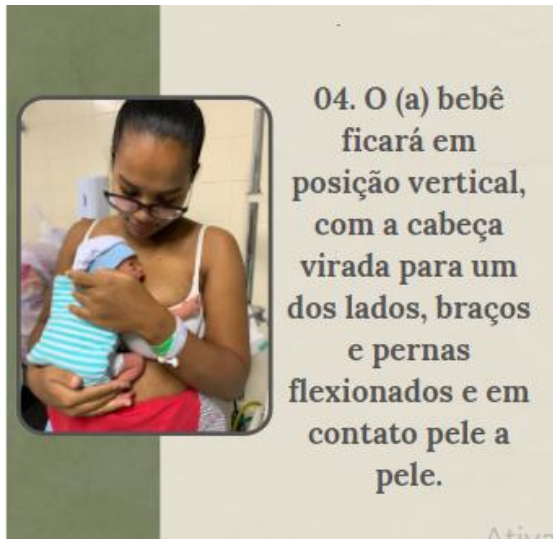 04. O (a) bebê
ficará em
posição vertical,
com a cabeça
virada para um
dos lados, braços
e pernas
flexionados e em
contato pele a
pele.